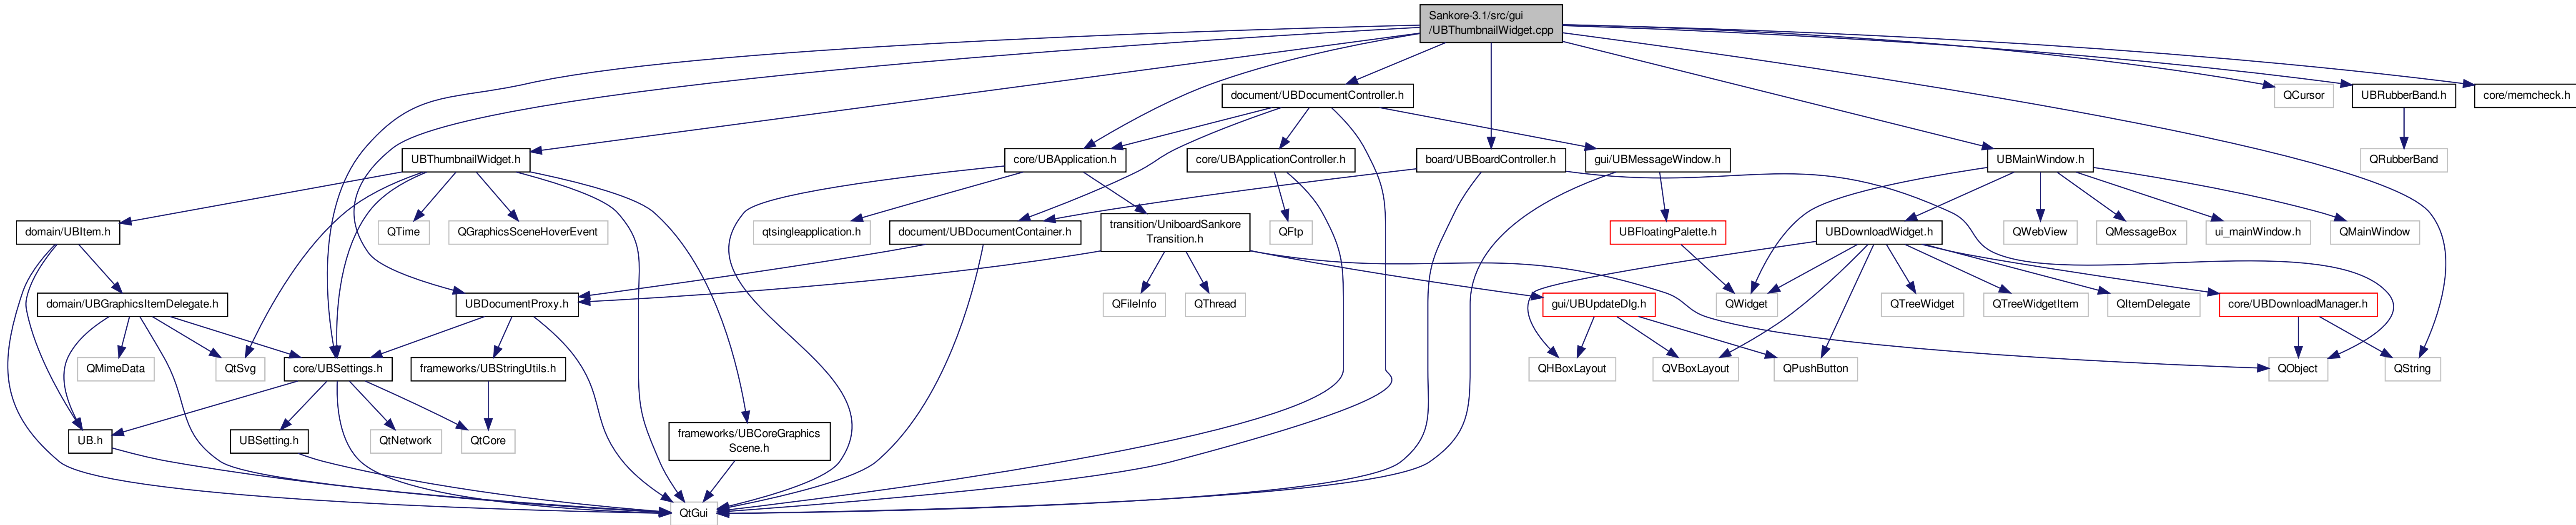 Sankore-3.1/src/gui
/UBThumbnailWidget.cpp
document/UBDocumentController.h
QCursor
UBRubberBand.h
core/memcheck.h
UBThumbnailWidget.h
core/UBApplication.h
core/UBApplicationController.h
board/UBBoardController.h
gui/UBMessageWindow.h
UBMainWindow.h
QRubberBand
domain/UBItem.h
QTime
QGraphicsSceneHoverEvent
qtsingleapplication.h
document/UBDocumentContainer.h
transition/UniboardSankore
Transition.h
QFtp
UBFloatingPalette.h
UBDownloadWidget.h
QWebView
QMessageBox
ui_mainWindow.h
QMainWindow
domain/UBGraphicsItemDelegate.h
UBDocumentProxy.h
QFileInfo
QThread
gui/UBUpdateDlg.h
QWidget
QTreeWidget
QTreeWidgetItem
QItemDelegate
core/UBDownloadManager.h
QMimeData
QtSvg
core/UBSettings.h
frameworks/UBStringUtils.h
QHBoxLayout
QVBoxLayout
QPushButton
QObject
QString
UB.h
UBSetting.h
QtNetwork
QtCore
frameworks/UBCoreGraphics
Scene.h
QtGui